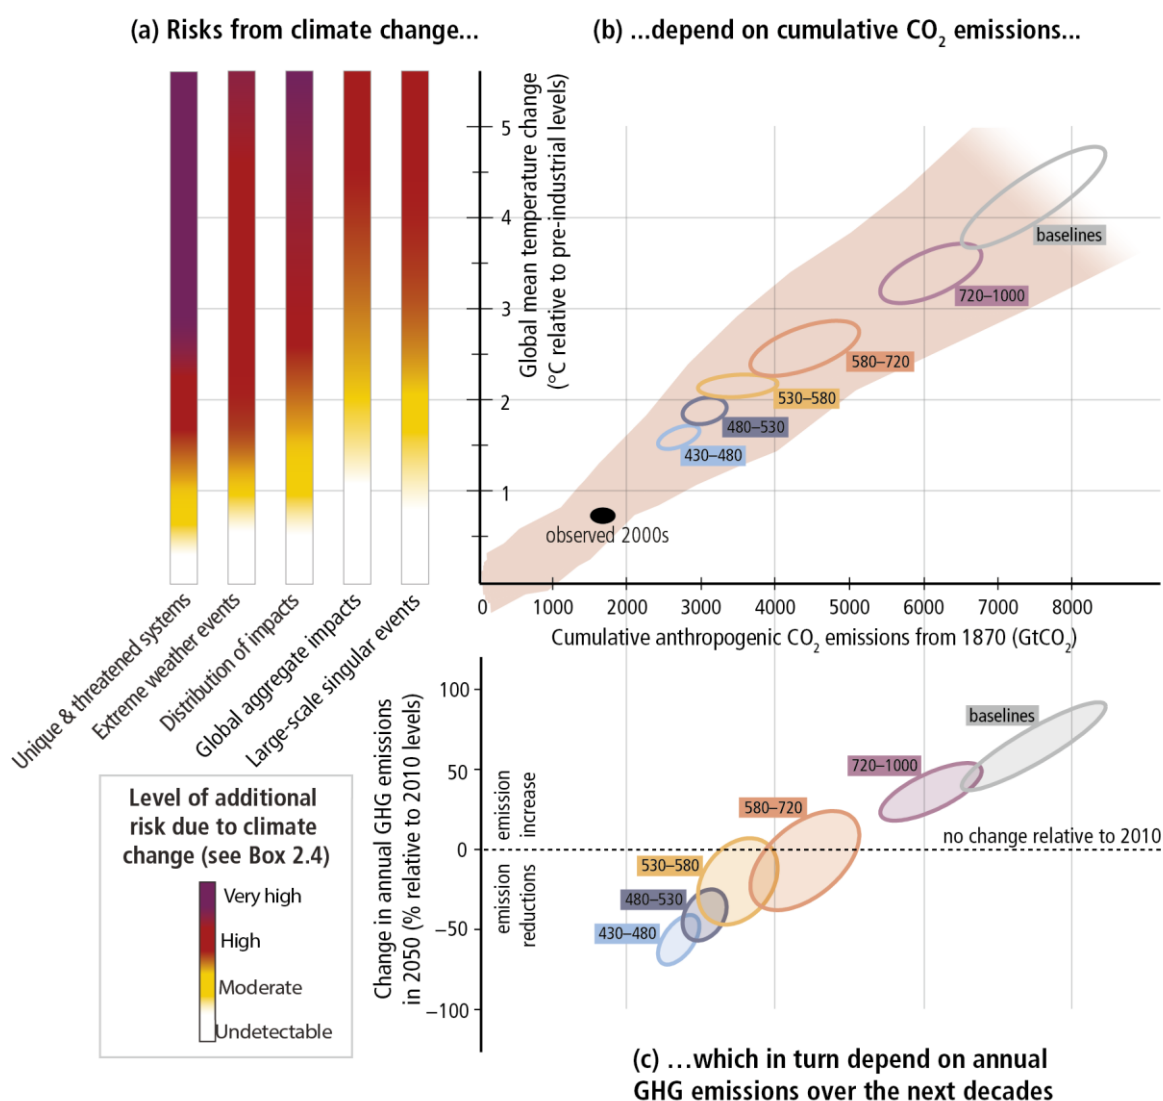 (a) Risks from climate change...
Unique & threatened systems
Extreme weather events
Distribution of impacts
Global aggregate impacts
Large-scale singular events
Level of additional
risk due to climate
change (see Box 2.4)
Very high
High
Moderate
Undetectable
(b) ...depend on cumulative CO2 emissions...
Global mean temperature change
(°C relative to pre-industrial levels)
5
4
3
2
1
baselines
720–1000
580–720
530–580
480–530
430–480
observed 2000s
0 1000 2000 3000 4000 5000 6000 7000 8000
Cumulative anthropogenic CO2 emissions from 1870 (GtCO2)
Change in annual GHG emissions
in 2050 (% relative to 2010 levels)
100
50
0
−50
−100
emission
increase
emission
reductions
baselines
720–1000
580–720
no change relative to 2010
530–580
480–530
430–480
(c) ...which in turn depend on annual
GHG emissions over the next decades